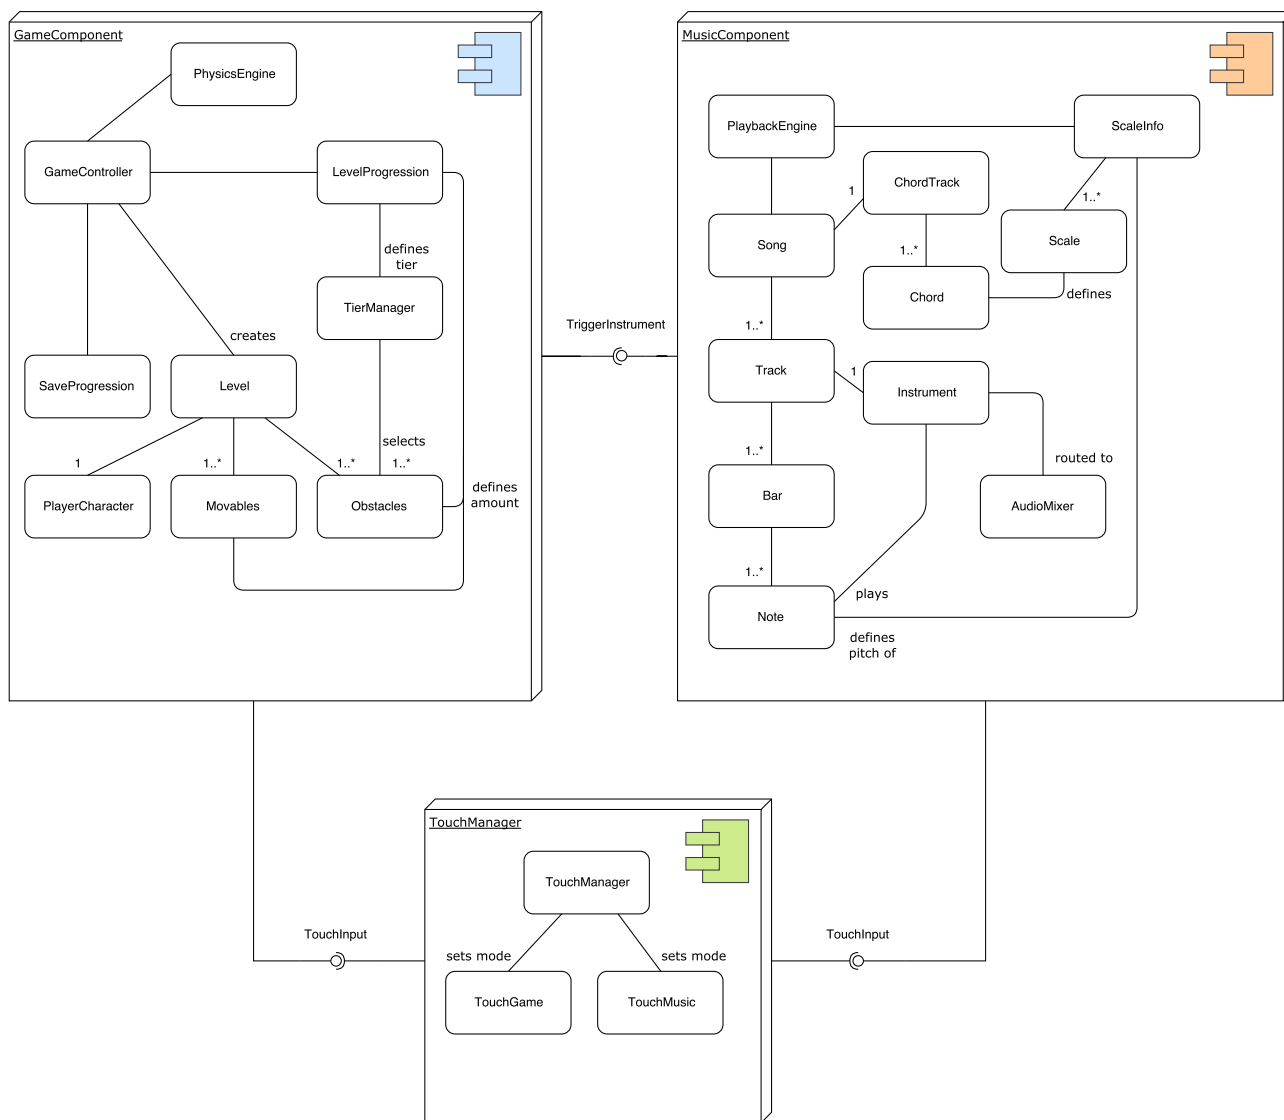 GameComponent
PhysicsEngine
GameController
LevelProgression
defines
tier
TierManager
creates
SaveProgression
Level
selects
1
1..*
1..*
1..*
PlayerCharacter
Movables
Obstacles
defines
amount
TriggerInstrument
MusicComponent
PlaybackEngine
ScaleInfo
ChordTrack
1
1..*
Song
Scale
1..*
Chord
defines
1..*
Track
1
Instrument
1..*
routed to
Bar
AudioMixer
1..*
plays
Note
defines
pitch of
TouchManager
TouchManager
TouchInput
TouchInput
sets mode
sets mode
TouchGame
TouchMusic